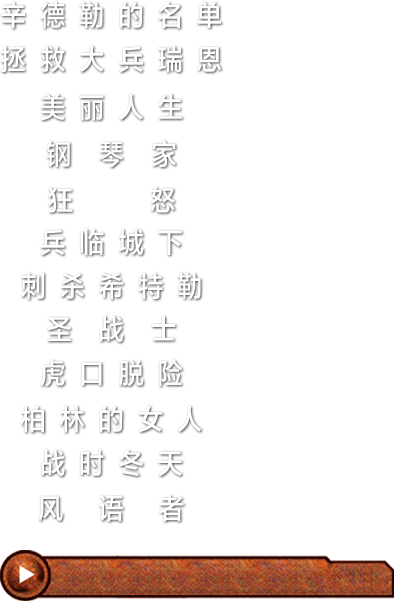 辛德勒的名单
拯救大兵瑞恩
美丽人生
钢琴家
狂怒
兵临城下
刺杀希特勒
圣战士
虎口脱险
柏林的女人
战时冬天
风语者